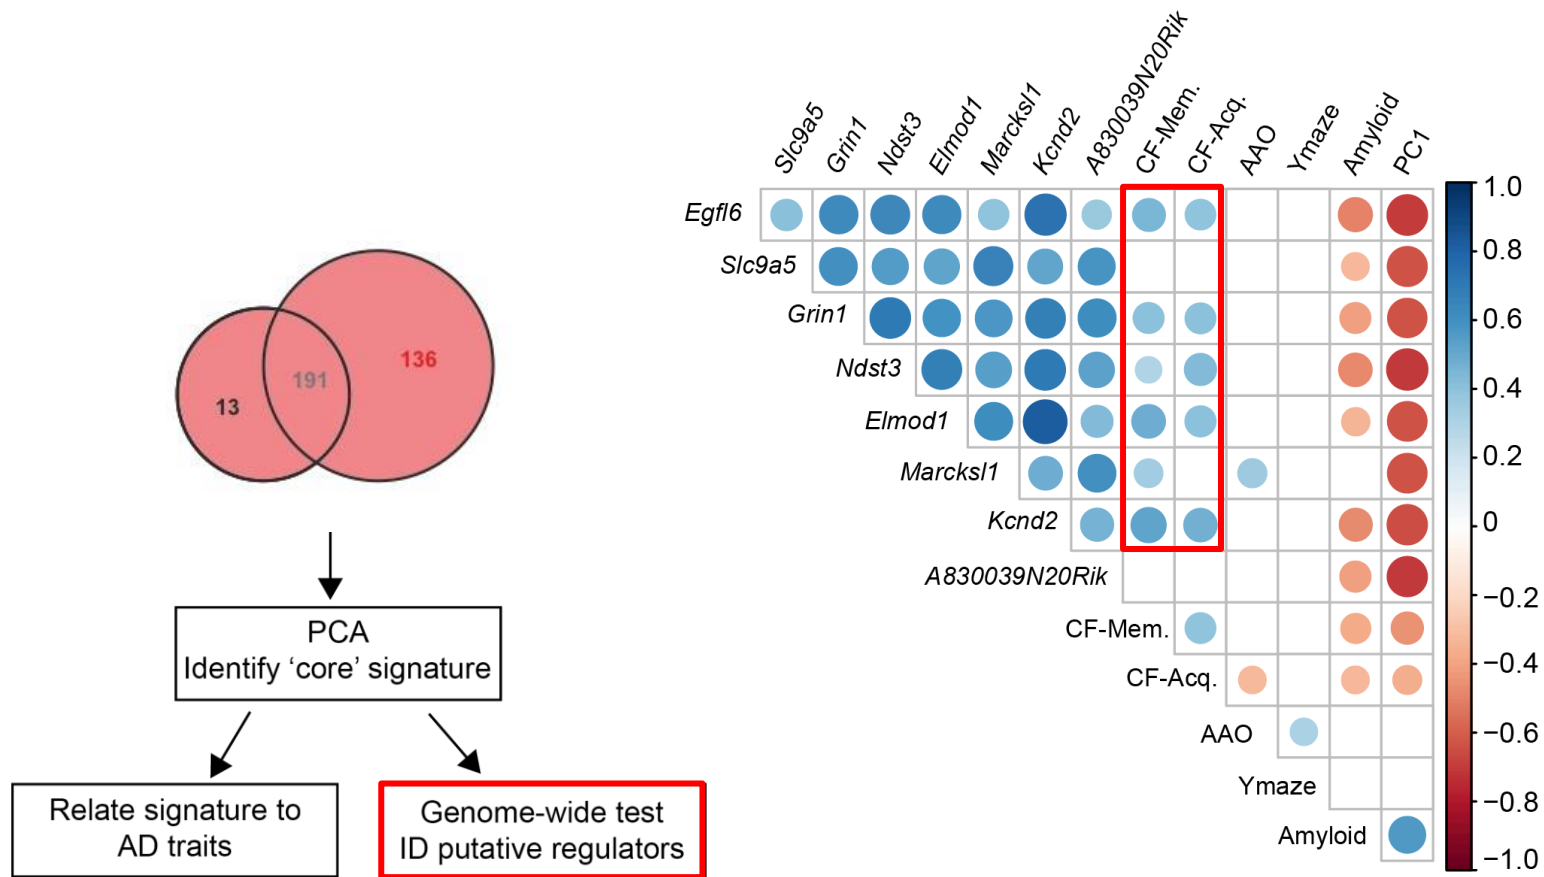 13
191
136
PCA
Identify ‘core’ signature
Relate signature to
AD traits
Genome-wide test
ID putative regulators
Slc9a5
Grin1
Ndst3
Elmod1
Marcksl1
Kcnd2
A830039N20Rik
CF-Mem.
CF-Acq.
AAO
Ymaze
Amyloid
PC1
Egfl6
Slc9a5
Grin1
Ndst3
Elmod1
Marcksl1
Kcnd2
A830039N20Rik
CF-Mem.
CF-Acq.
AAO
Ymaze
Amyloid
1.0
0.8
0.6
0.4
0.2
0
−0.2
−0.4
−0.6
−0.8
−1.0